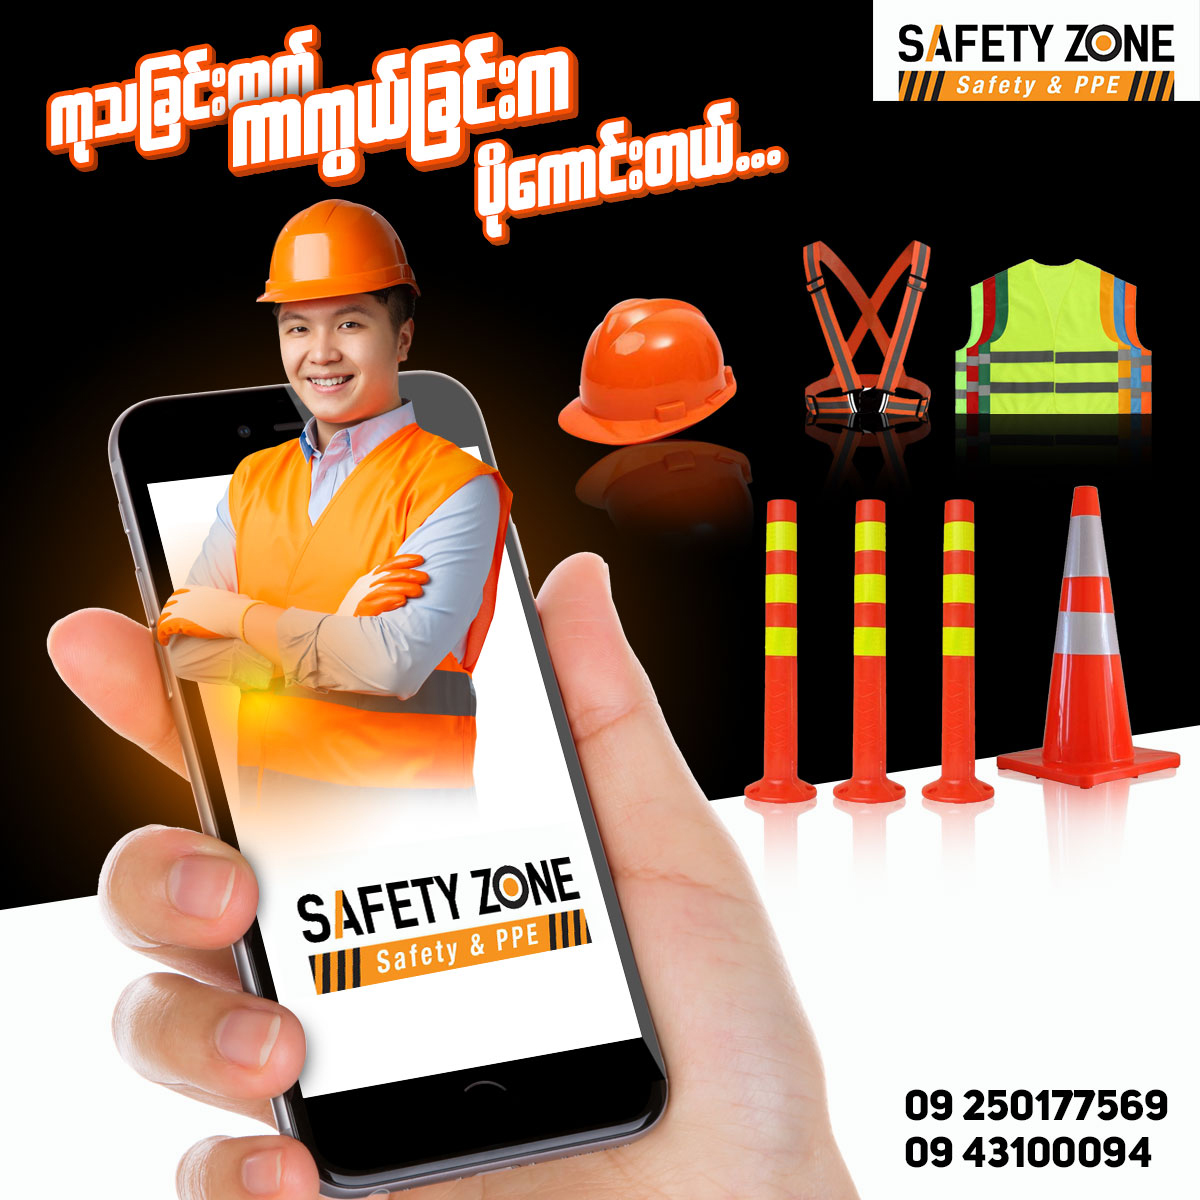 ကုသခြင်းထက်
ကာကွယ်ခြင်းက
ပိုကောင်းတယ်...
SAFETY ZONE
Safety & PPE
SAFETY ZONE
Safety & PPE
09 250177569
09 43100094